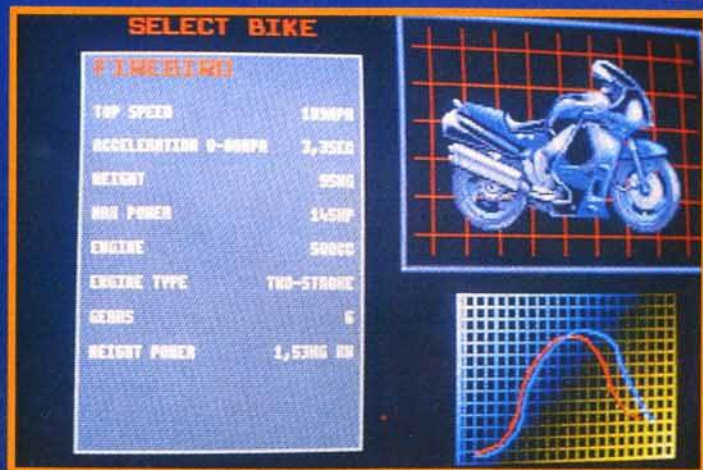 SELECT BIKE
FIREBIRD
TOP SPEED 189MPH
ACCELERATION 0-60MPH 3,3SEC
WEIGHT 95KG
MAX POWER 145HP
ENGINE 500CC
ENGINE TYPE TWO-STROKE
GEARS 6
WEIGHT POWER 1,53KG